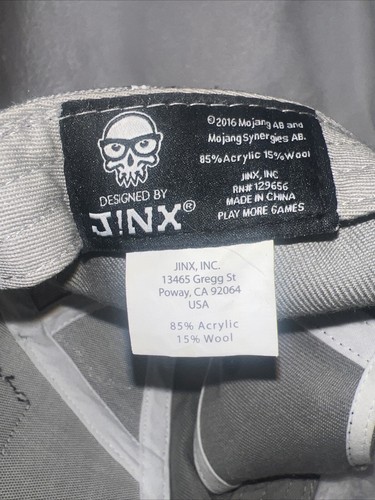 ©2016 Mojang AB and
Mojang Synergies AB.
85% Acrylic 15% Wool
JINX, INC
RN# 129656
MADE IN CHINA
PLAY MORE GAMES
DESIGNED BY
J!NX®
JINX, INC.
13465 Gregg St
Poway, CA 92064
USA
85% Acrylic
15% Wool